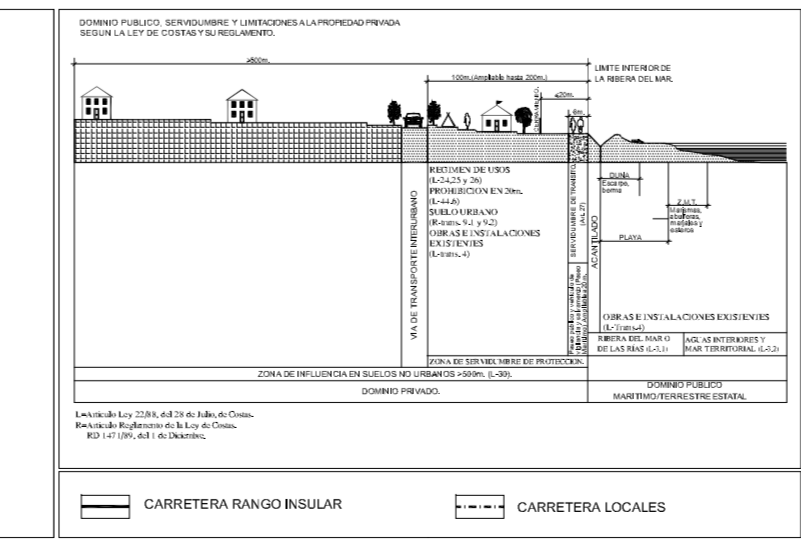 DOMINIO PUBLICO, SERVIDUMBRE Y LIMITACIONES A LA PROPIEDAD PRIVADA
SEGUN LA LEY DE COSTAS Y SU REGLAMENTO.
>500m.
100m.(Ampliable hasta 200m.)
≤20m.
6m.
LIMITE INTERIOR DE
LA RIBERA DEL MAR.
REGIMEN DE USOS
(L-24,25 y 26)
PROHIBICION EN 20m.
(L-44.6)
SUELO URBANO
(R-trans. 9-1 y 9.2)
OBRAS E INSTALACIONES
EXISTENTES
(L-trans. 4)
VIA DE TRANSPORTE INTERURBANO
SERVIDUMBRE DE TRANSITO.
(Art. 27)
ACANTILADO
DUNA
Escarpe,
berma
Z.M.T.
Marismas,
albuferas,
marjales y
esteros
PLAYA
OBRAS E INSTALACIONES EXISTENTES
(L-Trans.4)
RIBERA DEL MAR O
DE LAS RÍAS (L-3,1)
AGUAS INTERIORES Y
MAR TERRITORIAL (L-3,2)
ZONA DE SERVIDUMBRE DE PROTECCION.
ZONA DE INFLUENCIA EN SUELOS NO URBANOS >500m. (L-30).
DOMINIO PRIVADO.
DOMINIO PUBLICO
MARITIMO/TERRESTRE ESTATAL
L=Articulo Ley 22/88, del 28 de Julio, de Costas.
R=Articulo Reglamento de la Ley de Costas.
RD 1471/89, del 1 de Diciembre.
CARRETERA RANGO INSULAR
CARRETERA LOCALES